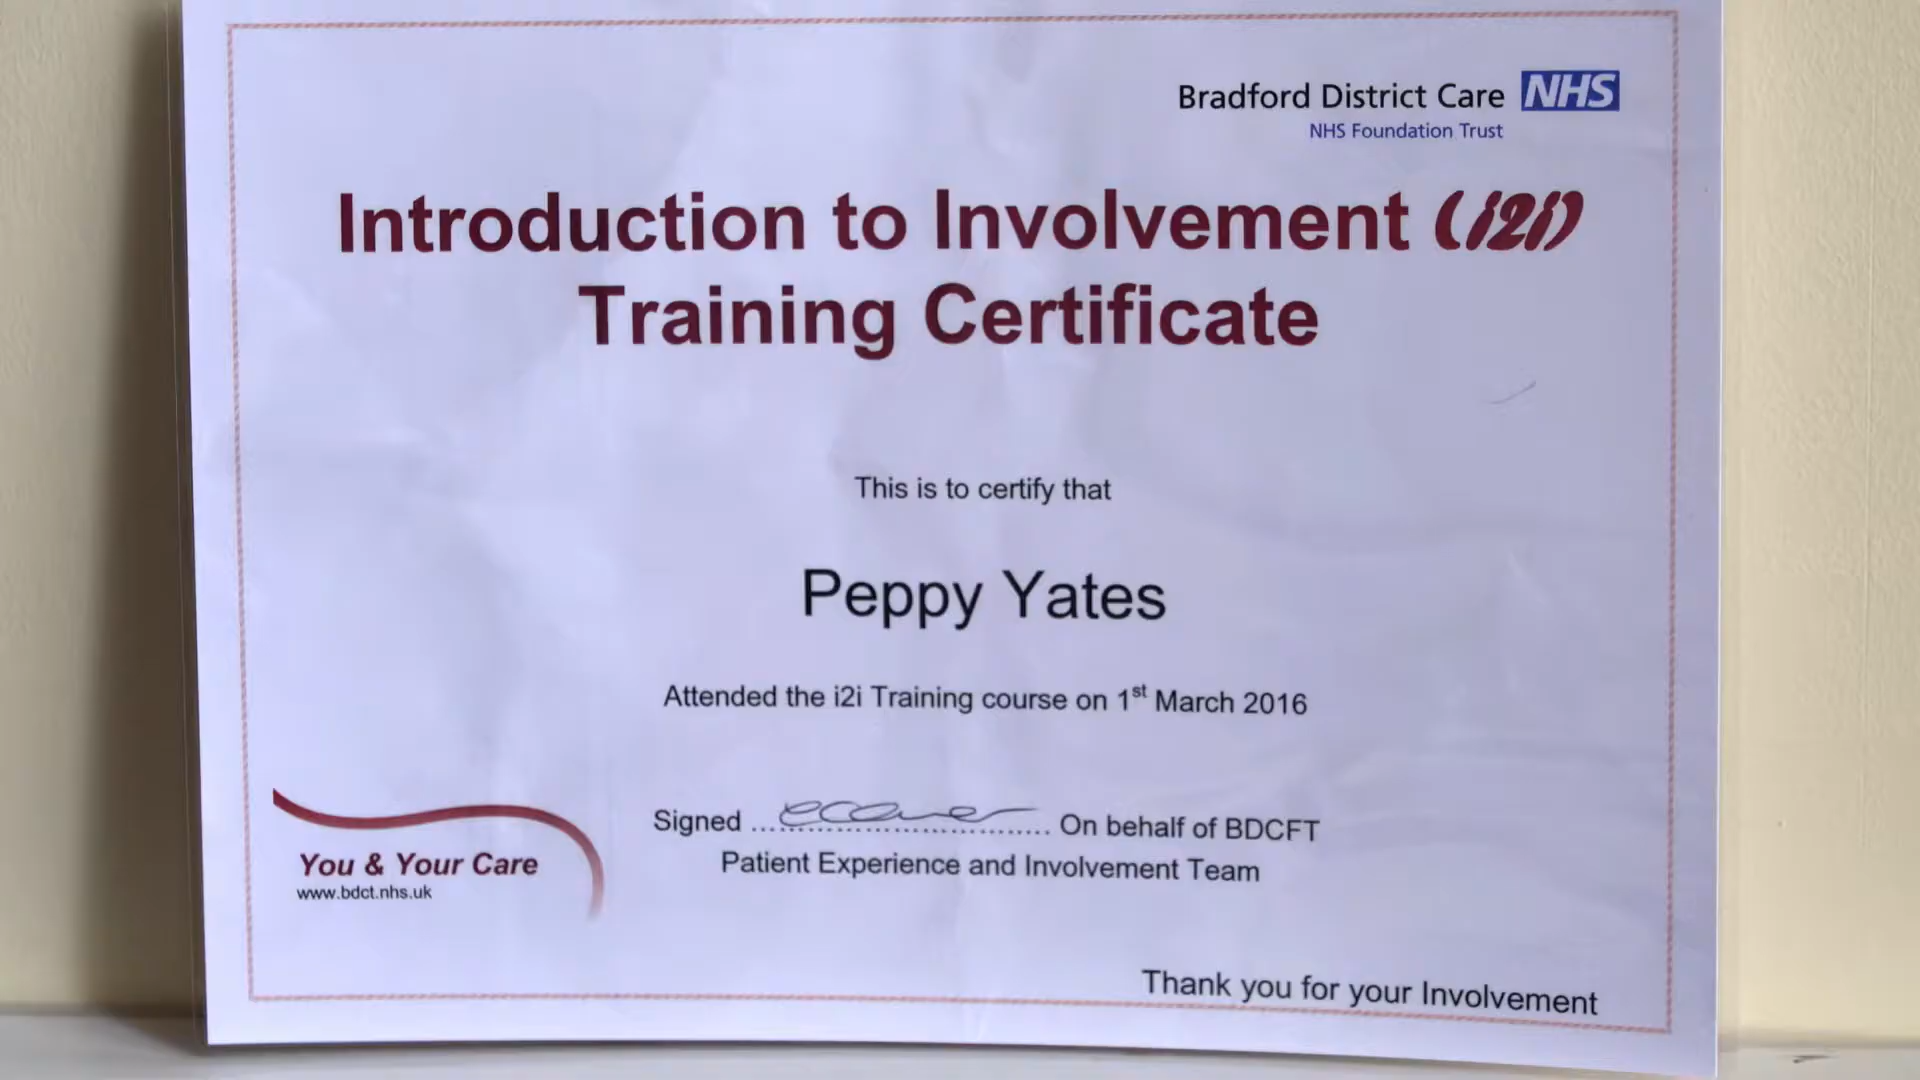 Bradford District Care NHS
NHS Foundation Trust
Introduction to Involvement (i2i)
Training Certificate
This is to certify that
Peppy Yates
Attended the i2i Training course on 1st March 2016
Signed .................................... On behalf of BDCFT
Patient Experience and Involvement Team
You & Your Care
www.bdct.nhs.uk
Thank you for your Involvement